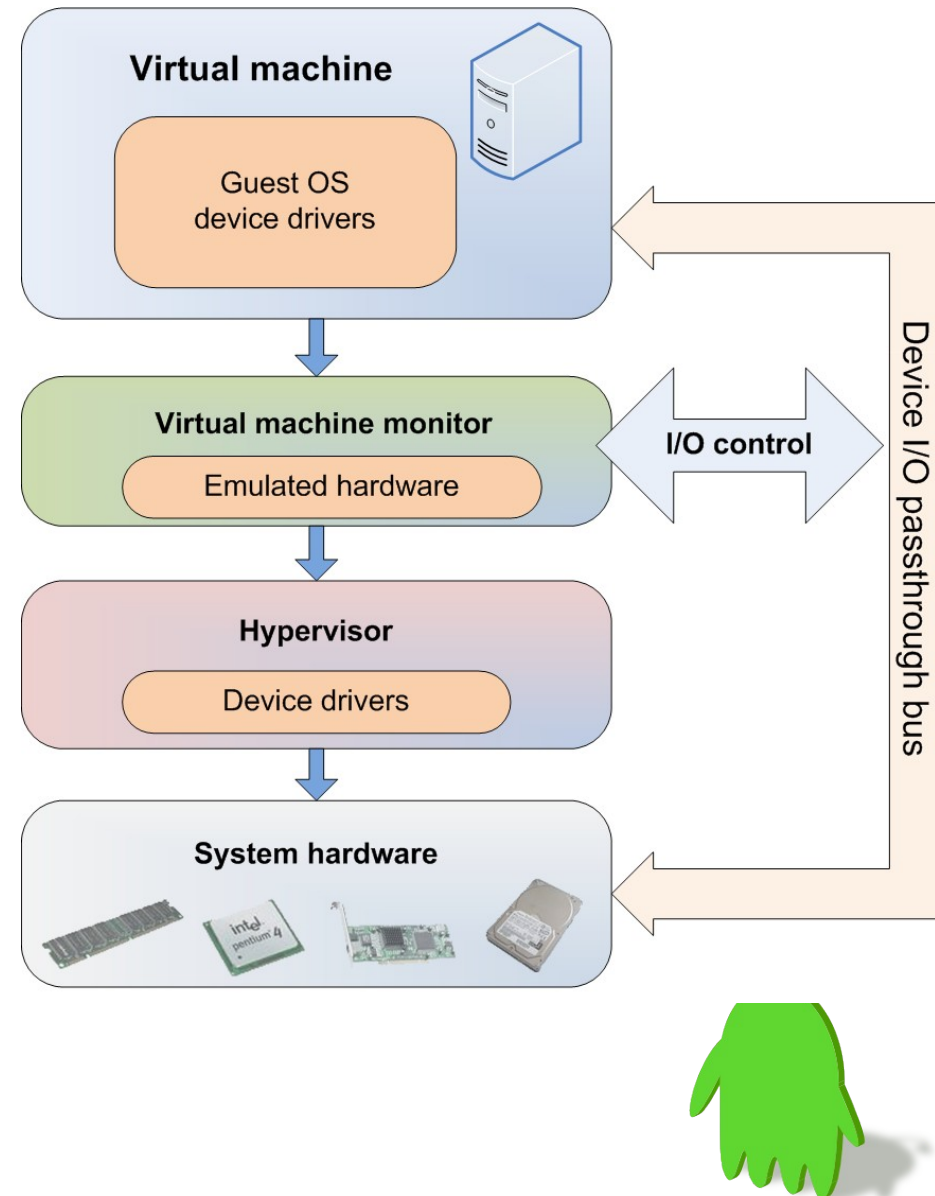 Virtual machine
Guest OS
device drivers
Virtual machine monitor
Emulated hardware
I/O control
Device I/O passthrough bus
Hypervisor
Device drivers
System hardware
intel
pentium 4